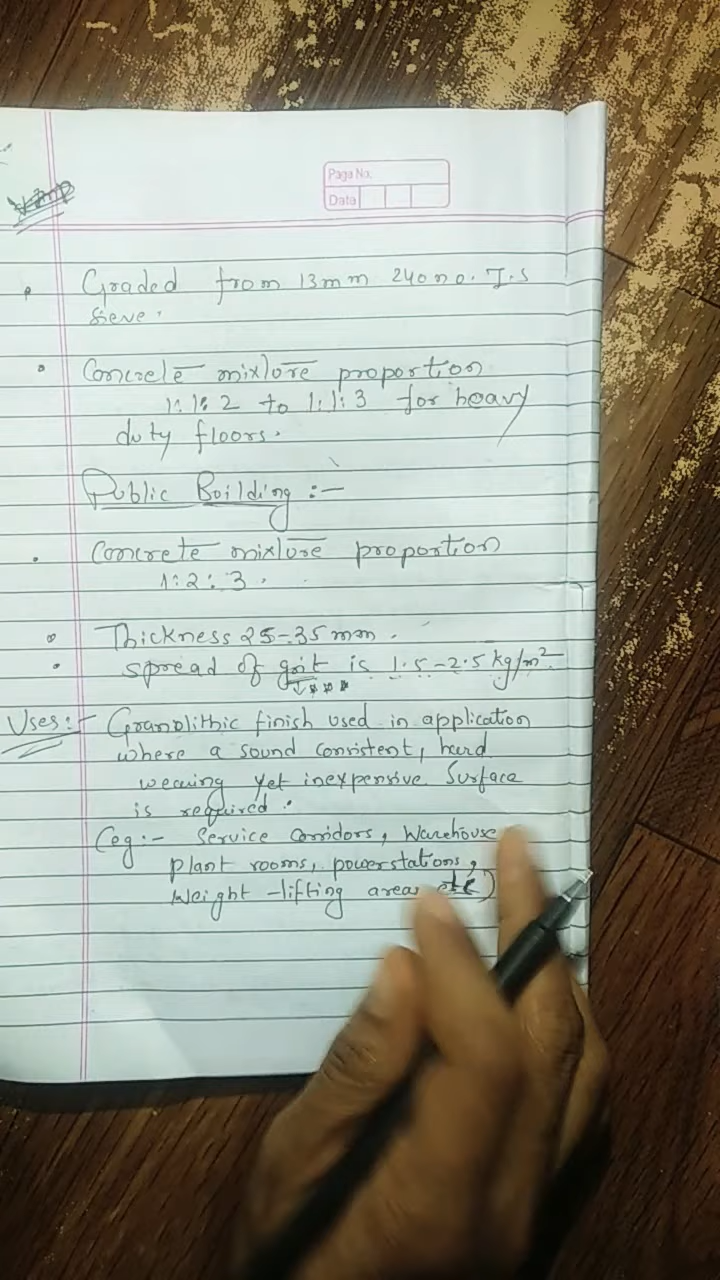 Page No.
Date
Graded from 13mm 240 no. I.S
sieve.
Concrete mixture proportion
1:1:2 to 1:1:3 for heavy
duty floors.
Public Building :-
Concrete mixture proportion
1:2:3.
Thickness 25-35mm.
spread of grit is 1.5-2.5 kg/m²
Uses:- Granolithic finish used in application
where a sound consistent, hard
wearing yet inexpensive surface
is required.
(eg:- Service corridors, Warehouse
plant rooms, powerstations,
Weight-lifting areas etc)